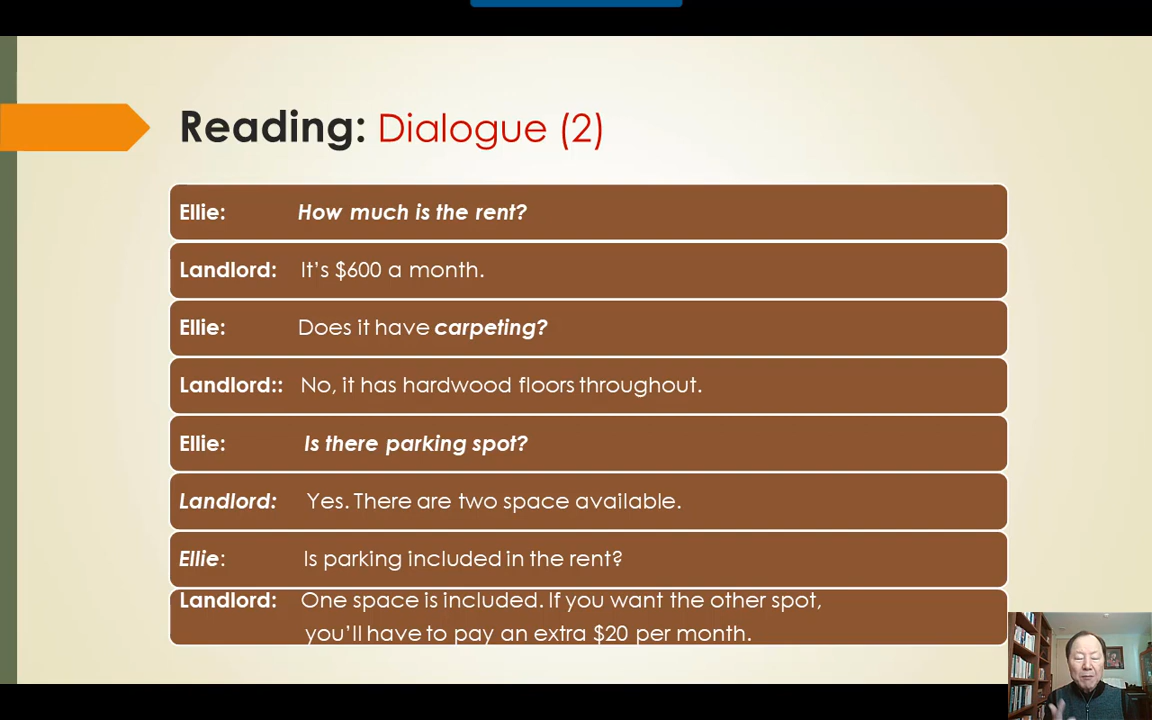 Reading: Dialogue (2)
Ellie: How much is the rent?
Landlord: It's $600 a month.
Ellie: Does it have carpeting?
Landlord:: No, it has hardwood floors throughout.
Ellie: Is there parking spot?
Landlord: Yes. There are two space available.
Ellie: Is parking included in the rent?
Landlord: One space is included. If you want the other spot,
you'll have to pay an extra $20 per month.